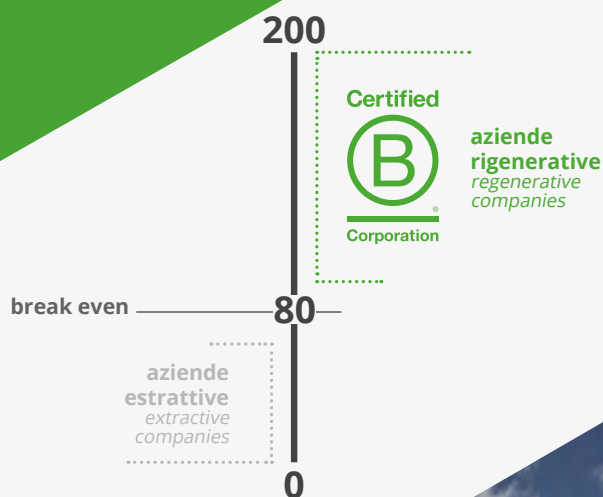 200
Certified
B
®
Corporation
aziende
rigenerative
regenerative
companies
break even
80
aziende
estrattive
extractive
companies
0